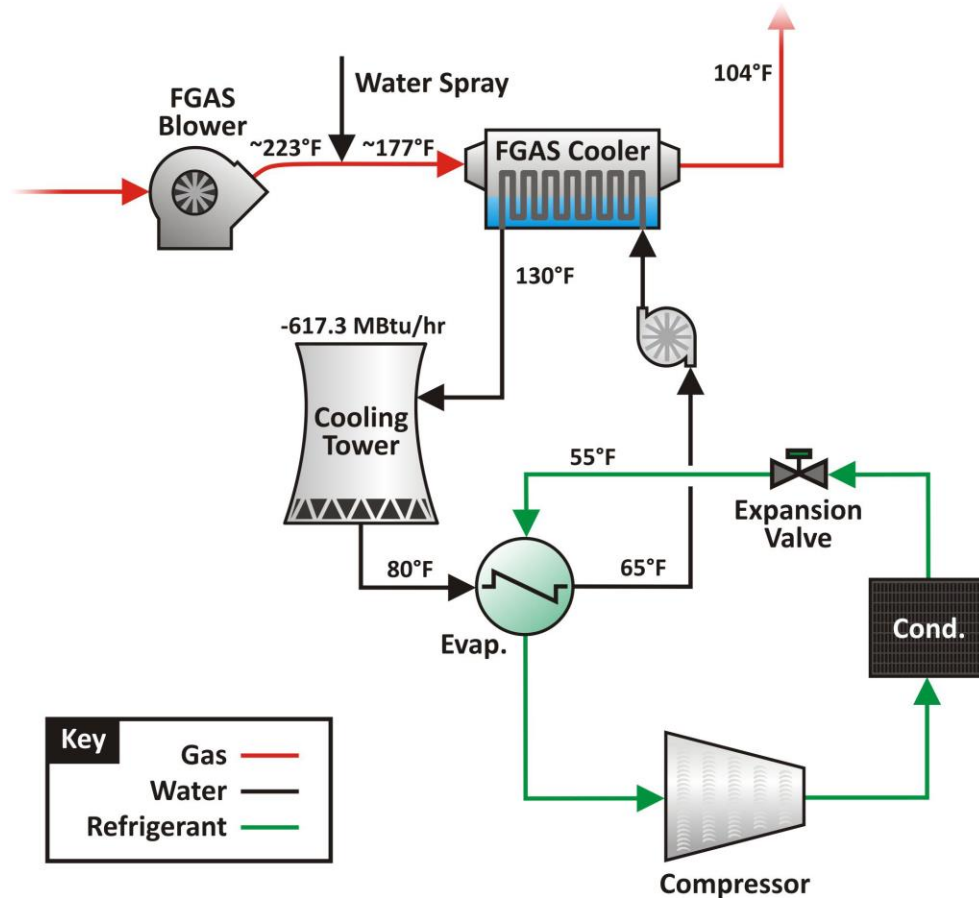 104°F
Water Spray
FGAS
Blower
~223°F
~177°F
FGAS Cooler
130°F
-617.3 MBtu/hr
Cooling
Tower
55°F
Expansion
Valve
80°F
65°F
Evap.
Cond.
Key
Gas
Water
Refrigerant
Compressor